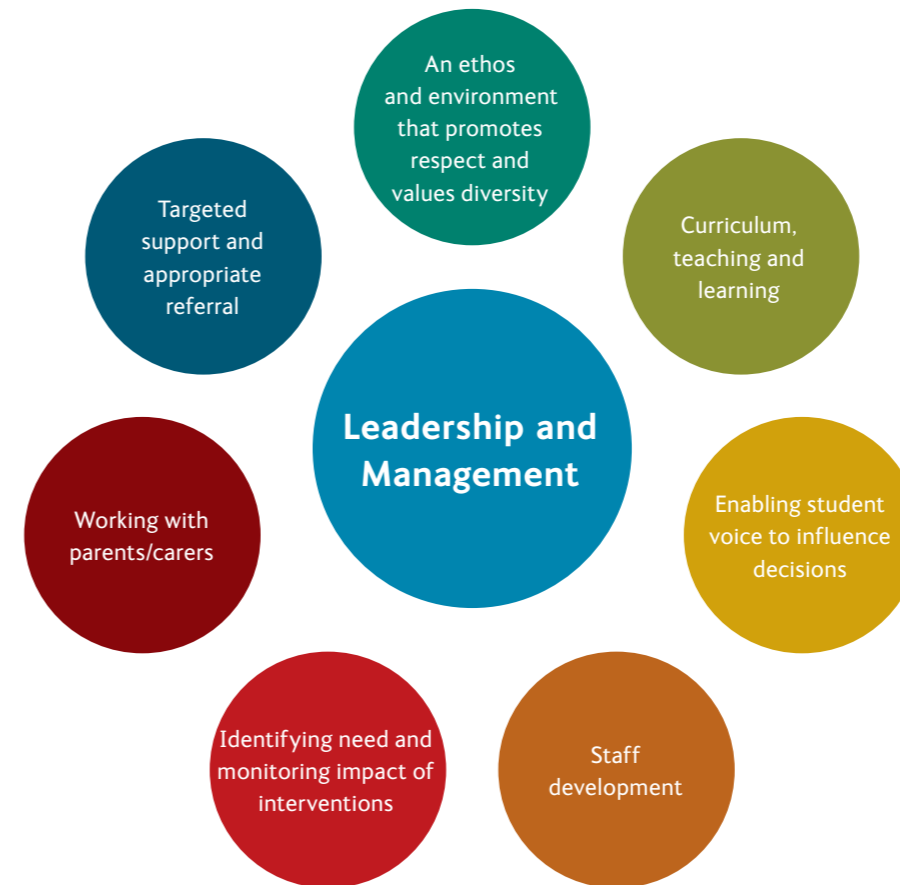 An ethos
and environment
that promotes
respect and
values diversity
Curriculum,
teaching and
learning
Enabling student
voice to influence
decisions
Staff
development
Identifying need and
monitoring impact of
interventions
Working with
parents/carers
Targeted
support and
appropriate
referral
Leadership and
Management